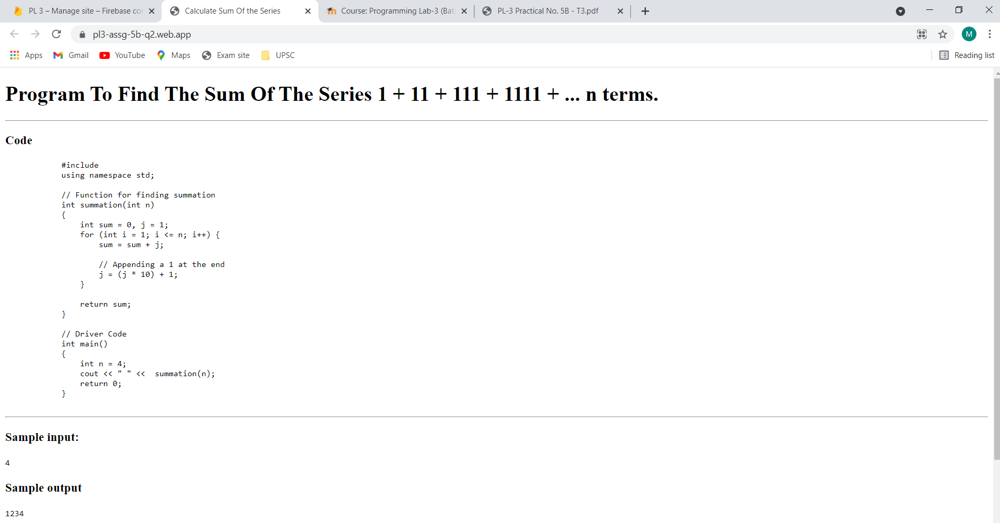 PL 3 – Manage site – Firebase con
Calculate Sum Of the Series
Course: Programming Lab-3 (Batc
PL-3 Practical No. 5B - T3.pdf
pl3-assg-5b-q2.web.app
M
Apps
Gmail
YouTube
Maps
Exam site
UPSC
Reading list
Program To Find The Sum Of The Series 1 + 11 + 111 + 1111 + ... n terms.
Code
#include
using namespace std;
// Function for finding summation
int summation(int n)
{
    int sum = 0, j = 1;
    for (int i = 1; i <= n; i++) {
        sum = sum + j;
        // Appending a 1 at the end
        j = (j * 10) + 1;
    }
    return sum;
}
// Driver Code
int main()
{
    int n = 4;
    cout << " " <<  summation(n);
    return 0;
}
Sample input:
4
Sample output
1234